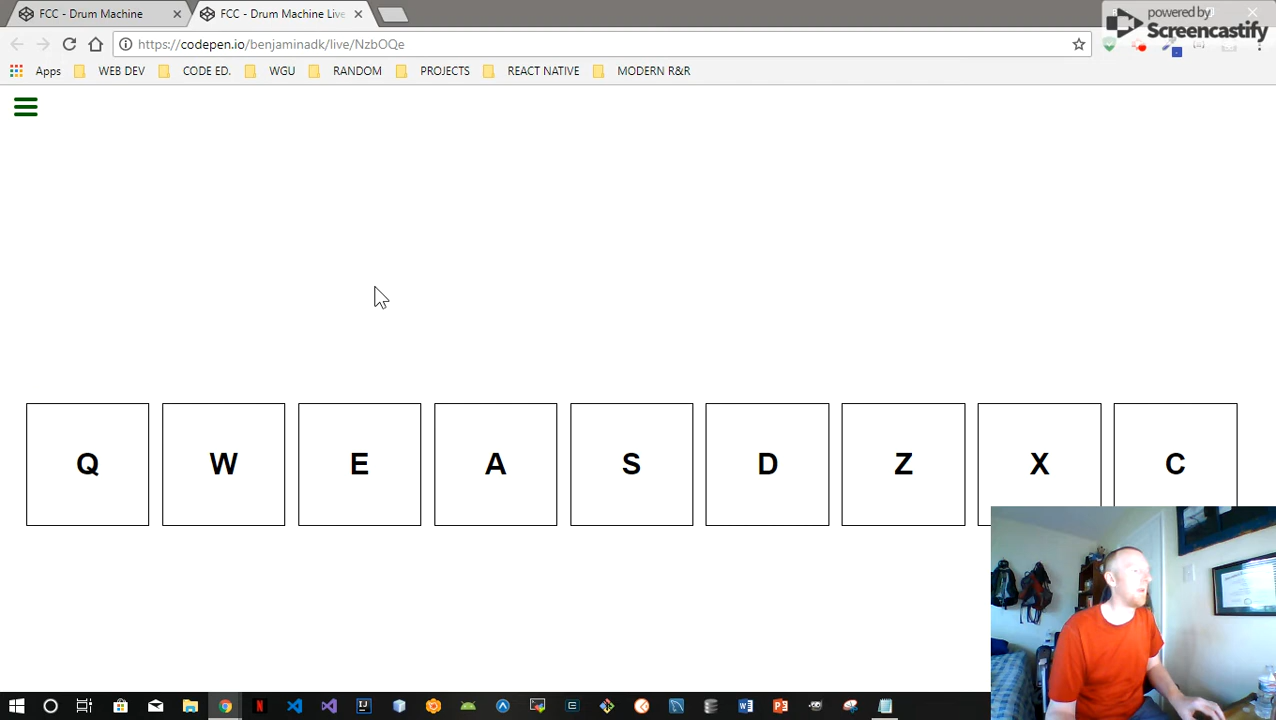 FCC - Drum Machine
FCC - Drum Machine Live
powered by
Screencastify
https://codepen.io/benjaminadk/live/NzbOQe
Apps WEB DEV CODE ED. WGU RANDOM PROJECTS REACT NATIVE MODERN R&R
Q W E A S D Z X C